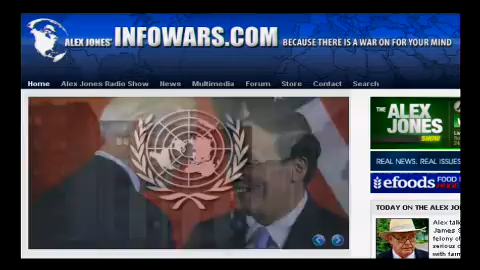 ALEX JONES' INFOWARS.COM BECAUSE THERE IS A WAR ON FOR YOUR MIND
Home Alex Jones Radio Show News Multimedia Forum Store Contact Search
THE
ALEX
JONES
SHOW
REAL NEWS. REAL ISSUES
efoods FOOD
TODAY ON THE ALEX JO
Alex talk
James S
felony c
serious c
with farm